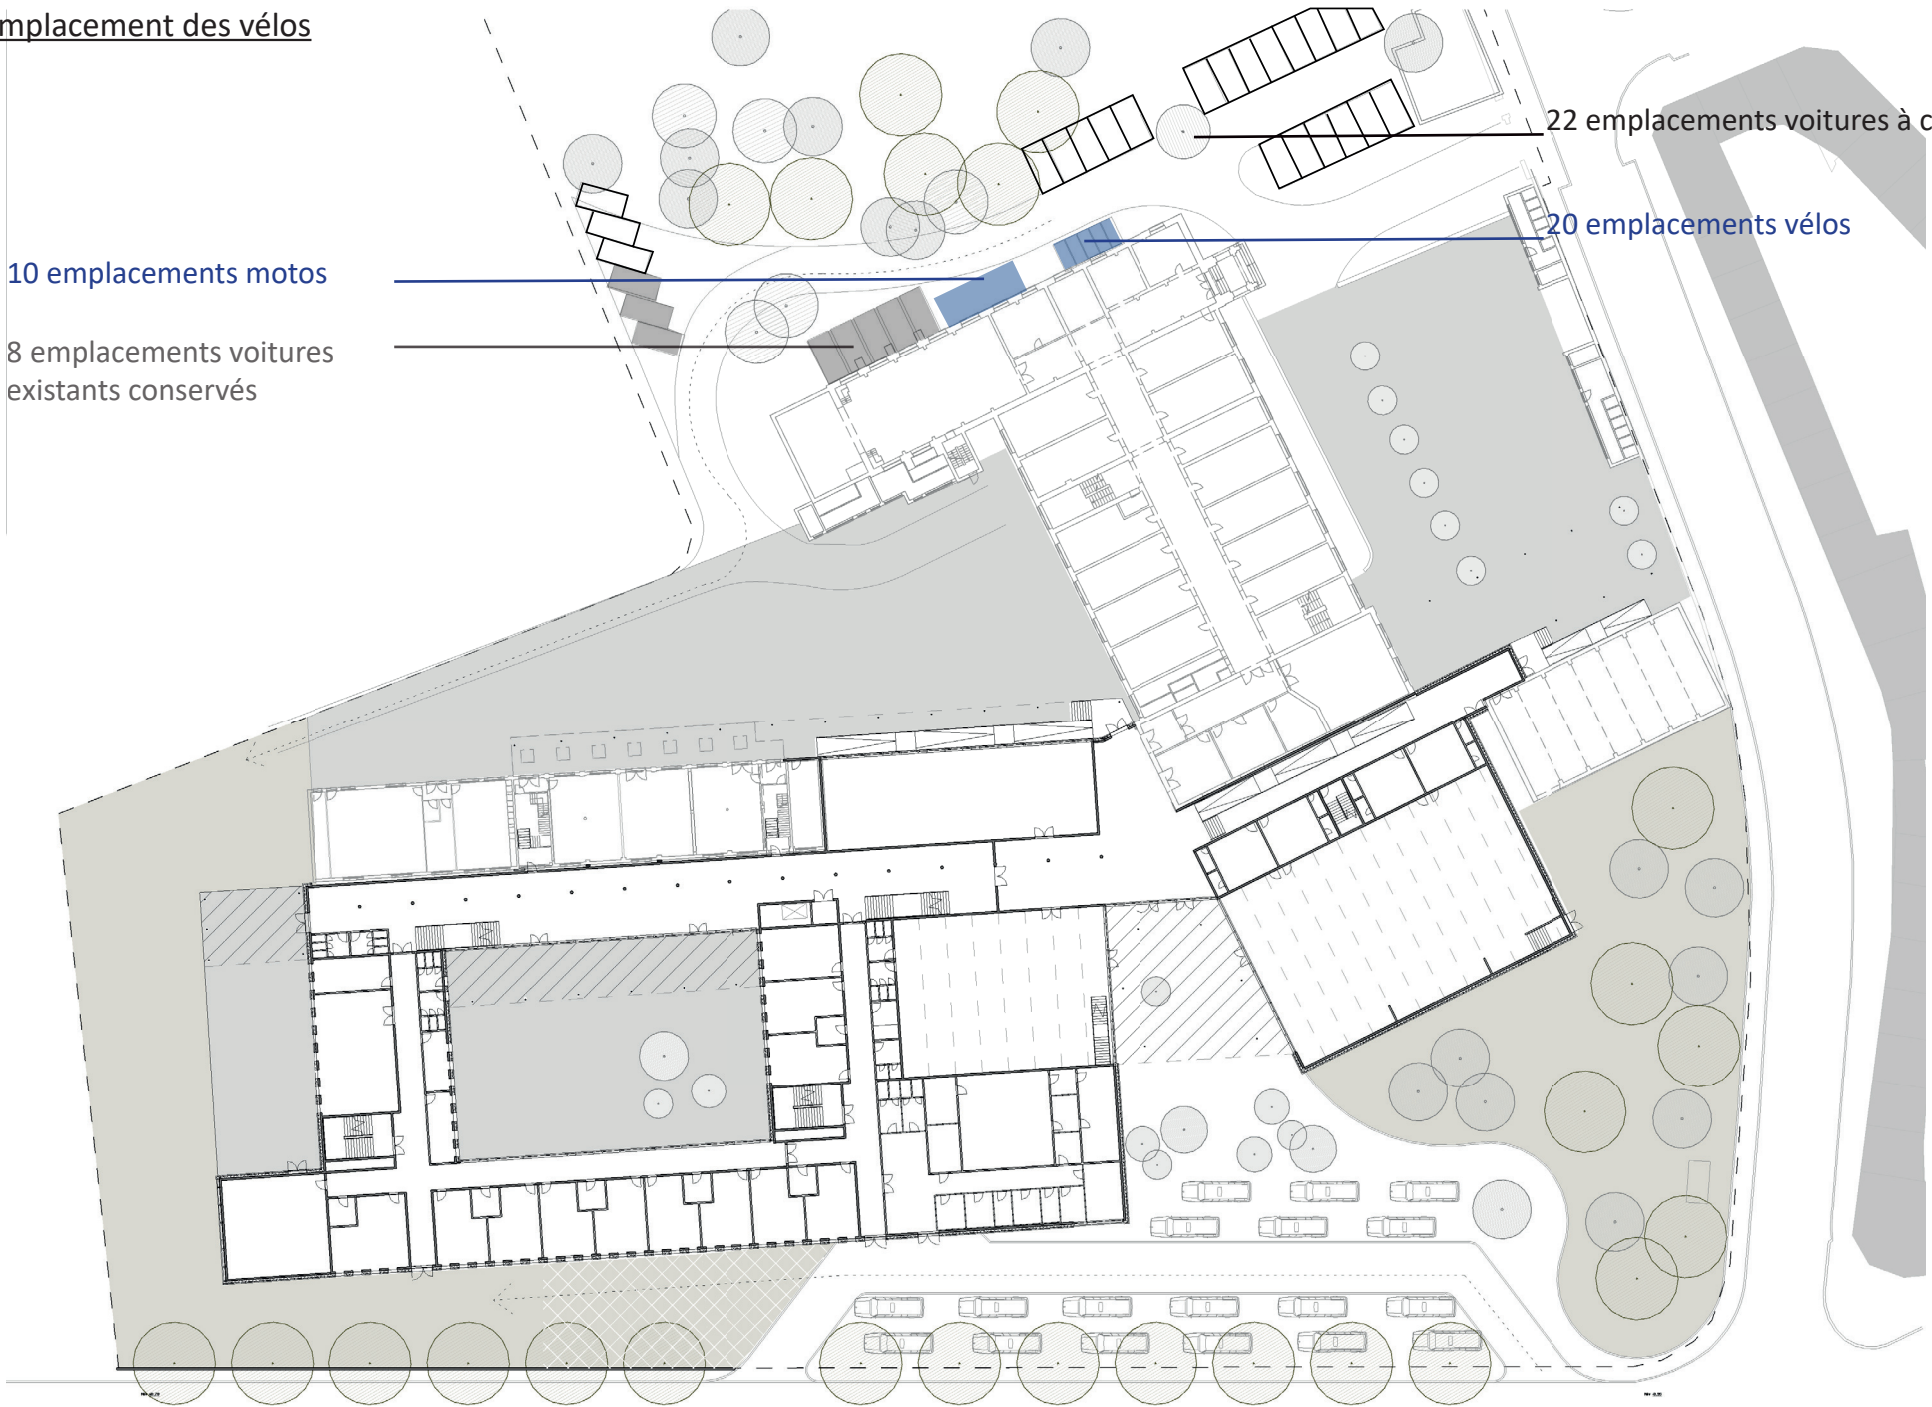 mplacement des vélos
22 emplacements voitures à c
20 emplacements vélos
10 emplacements motos
8 emplacements voitures
existants conservés